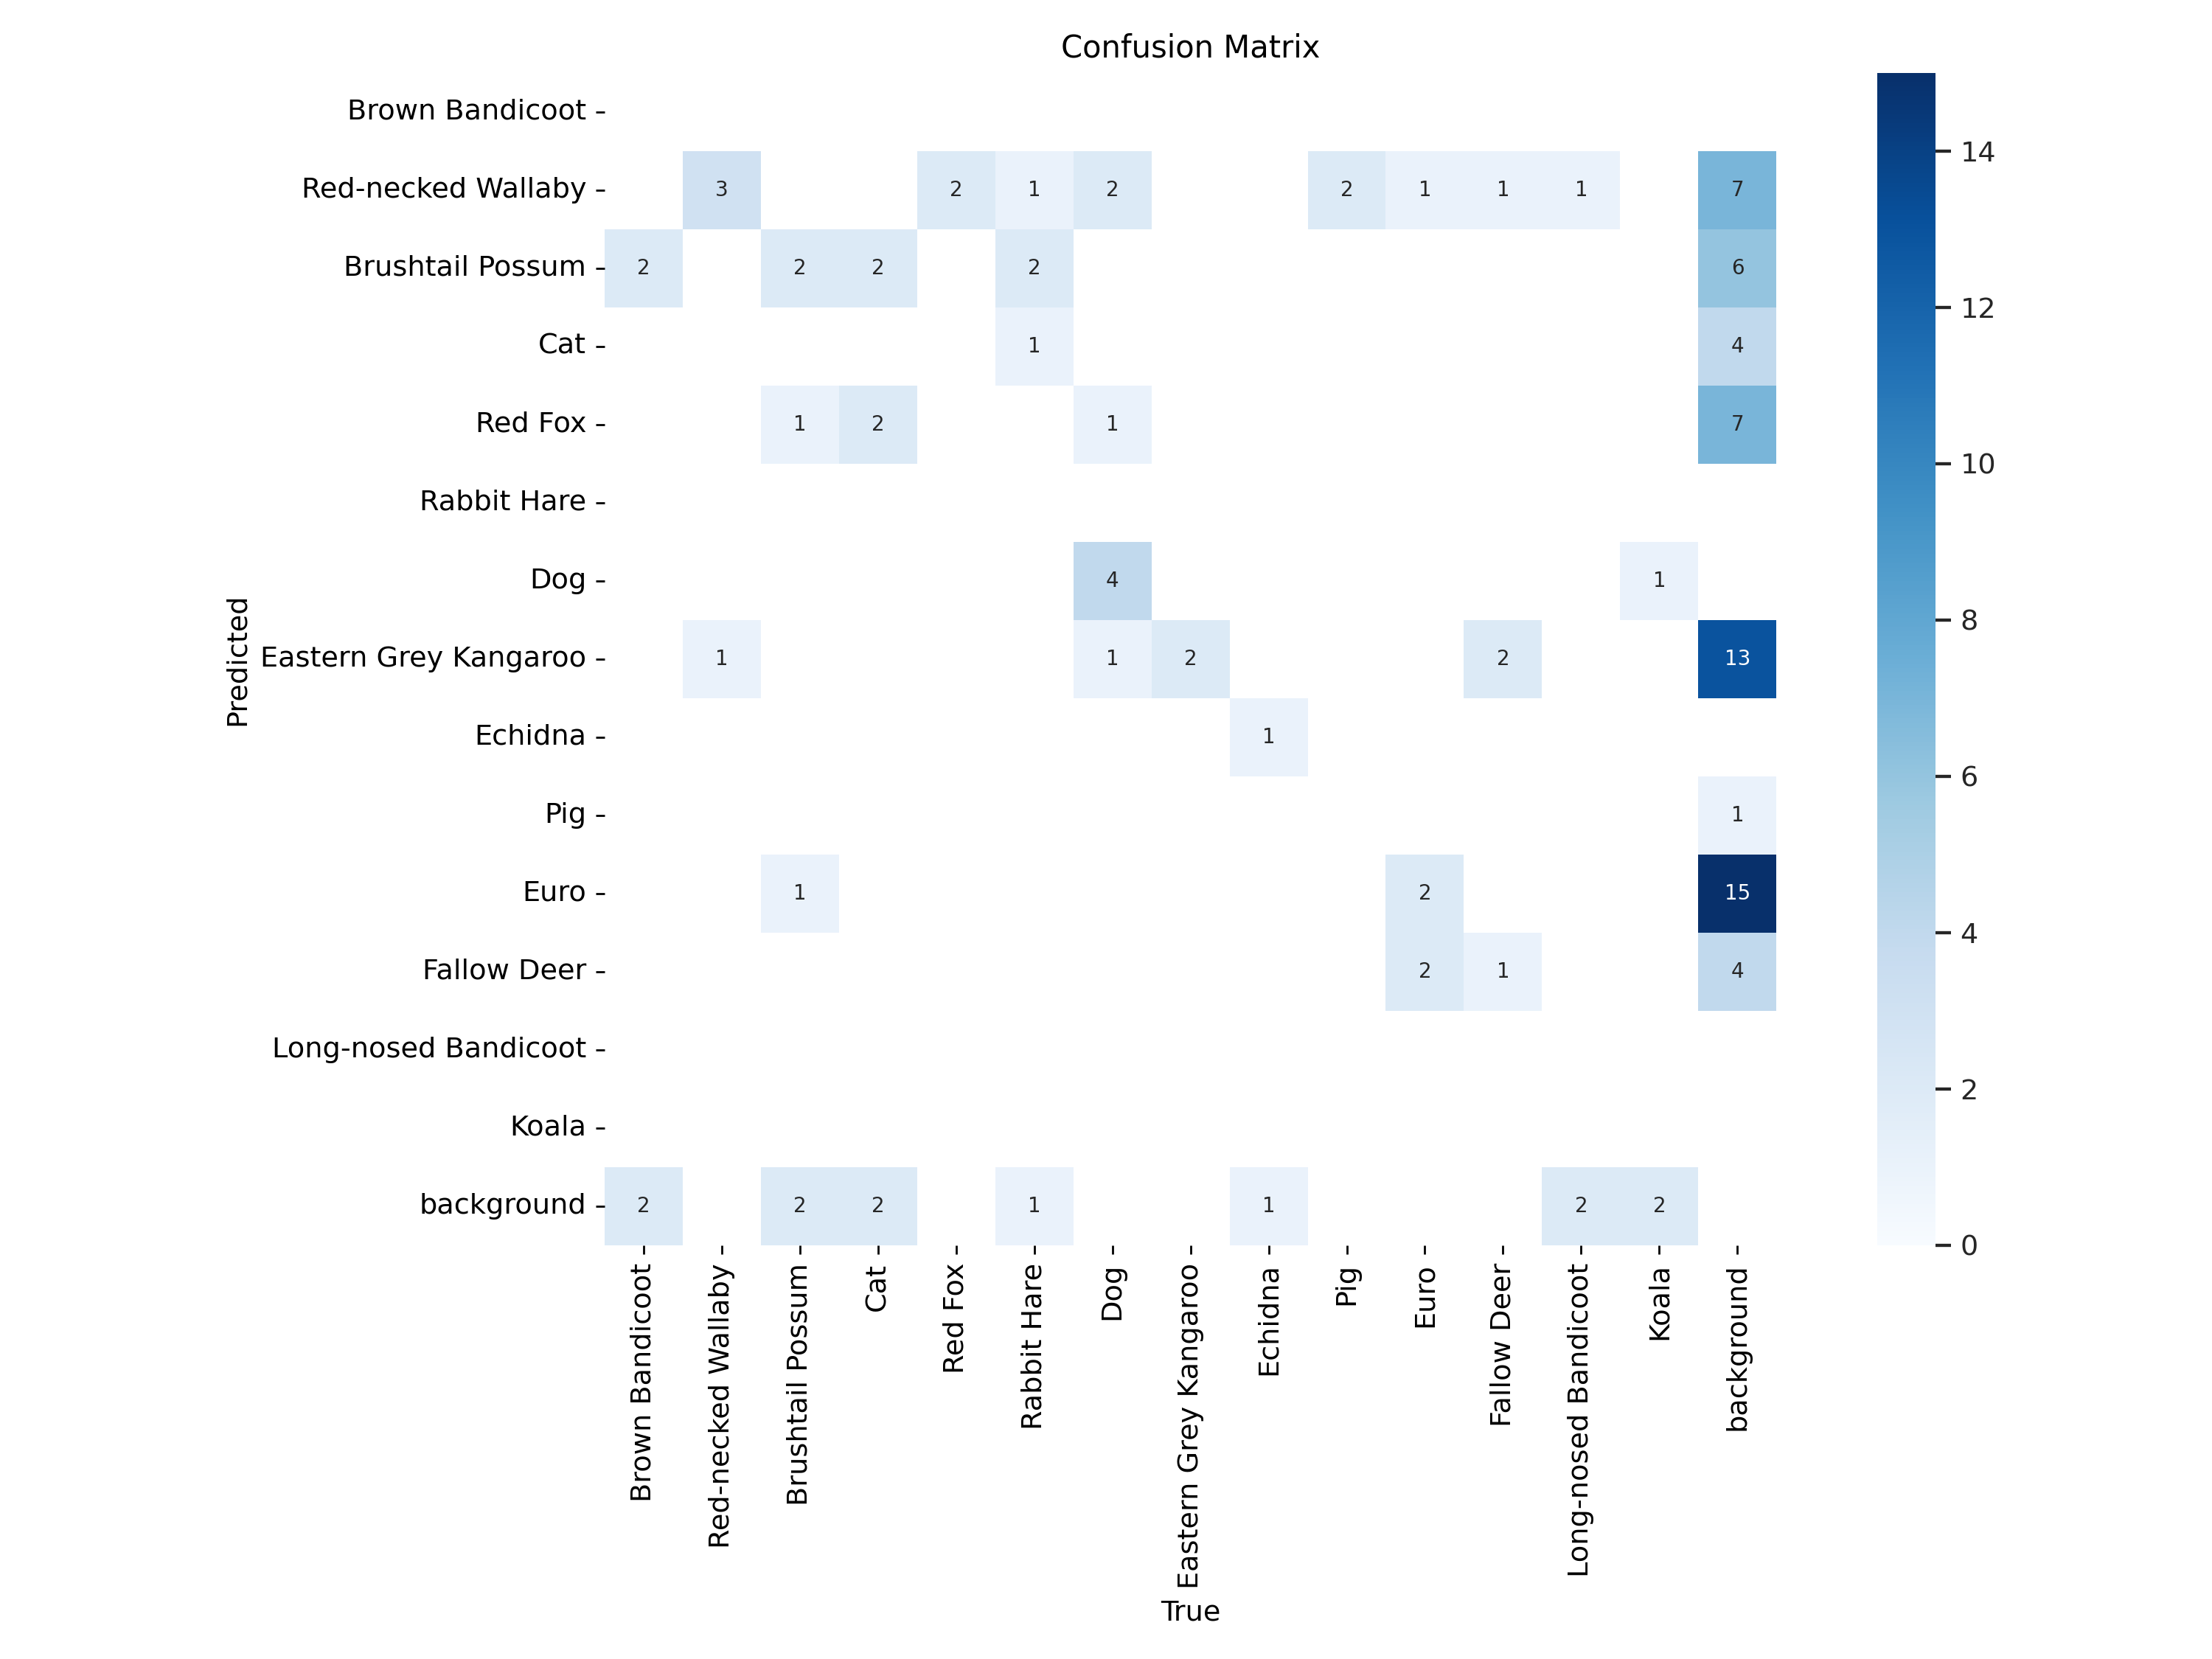 Confusion Matrix
Brown Bandicoot
Red-necked Wallaby 3 2 1 2 2 1 1 1 7
Brushtail Possum 2 2 2 2 6
Cat 1 4
Red Fox 1 2 1 7
Rabbit Hare
Dog 4 1
Eastern Grey Kangaroo 1 1 2 2 13
Echidna 1
Pig 1
Euro 1 2 15
Fallow Deer 2 1 4
Long-nosed Bandicoot
Koala
background 2 2 2 1 1 2 2
Predicted
Brown Bandicoot
Red-necked Wallaby
Brushtail Possum
Cat
Red Fox
Rabbit Hare
Dog
Eastern Grey Kangaroo
Echidna
Pig
Euro
Fallow Deer
Long-nosed Bandicoot
Koala
background
True
14
12
10
8
6
4
2
0